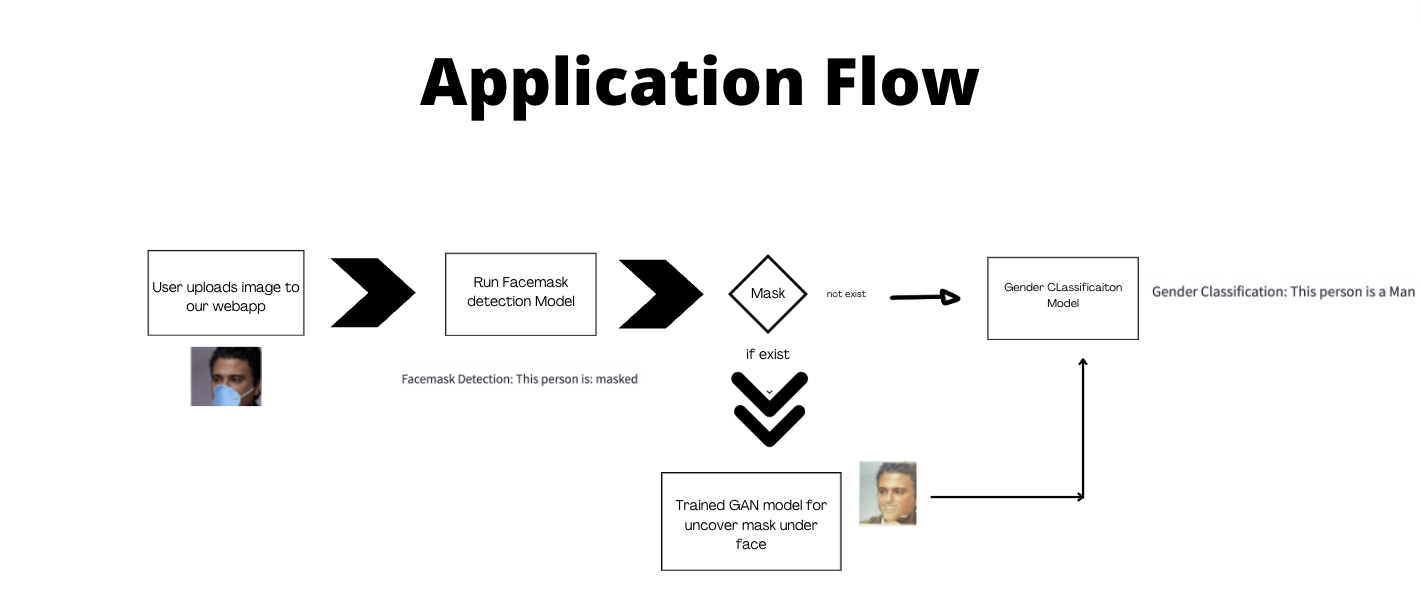 Application Flow
User uploads image to
our webapp
Run Facemask
detection Model
Mask
not exist
Gender CLassificaiton
Model
Gender Classification: This person is a Man
if exist
Facemask Detection: This person is: masked
Trained GAN model for
uncover mask under
face